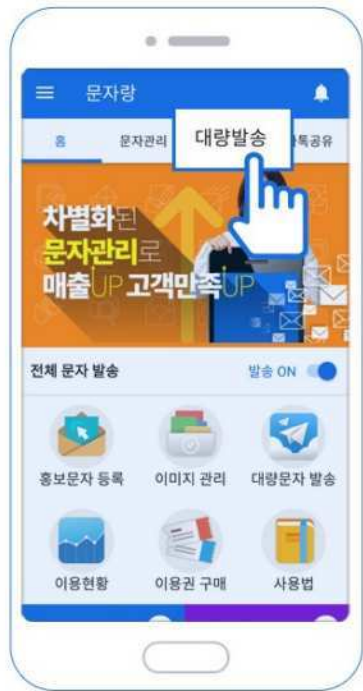 문자랑
홈 문자관리 대량발송 톡공유
차별화된
문자관리로
매출UP 고객만족UP
전체 문자 발송 발송 ON
홍보문자 등록 이미지 관리 대량문자 발송
이용현황 이용권 구매 사용법